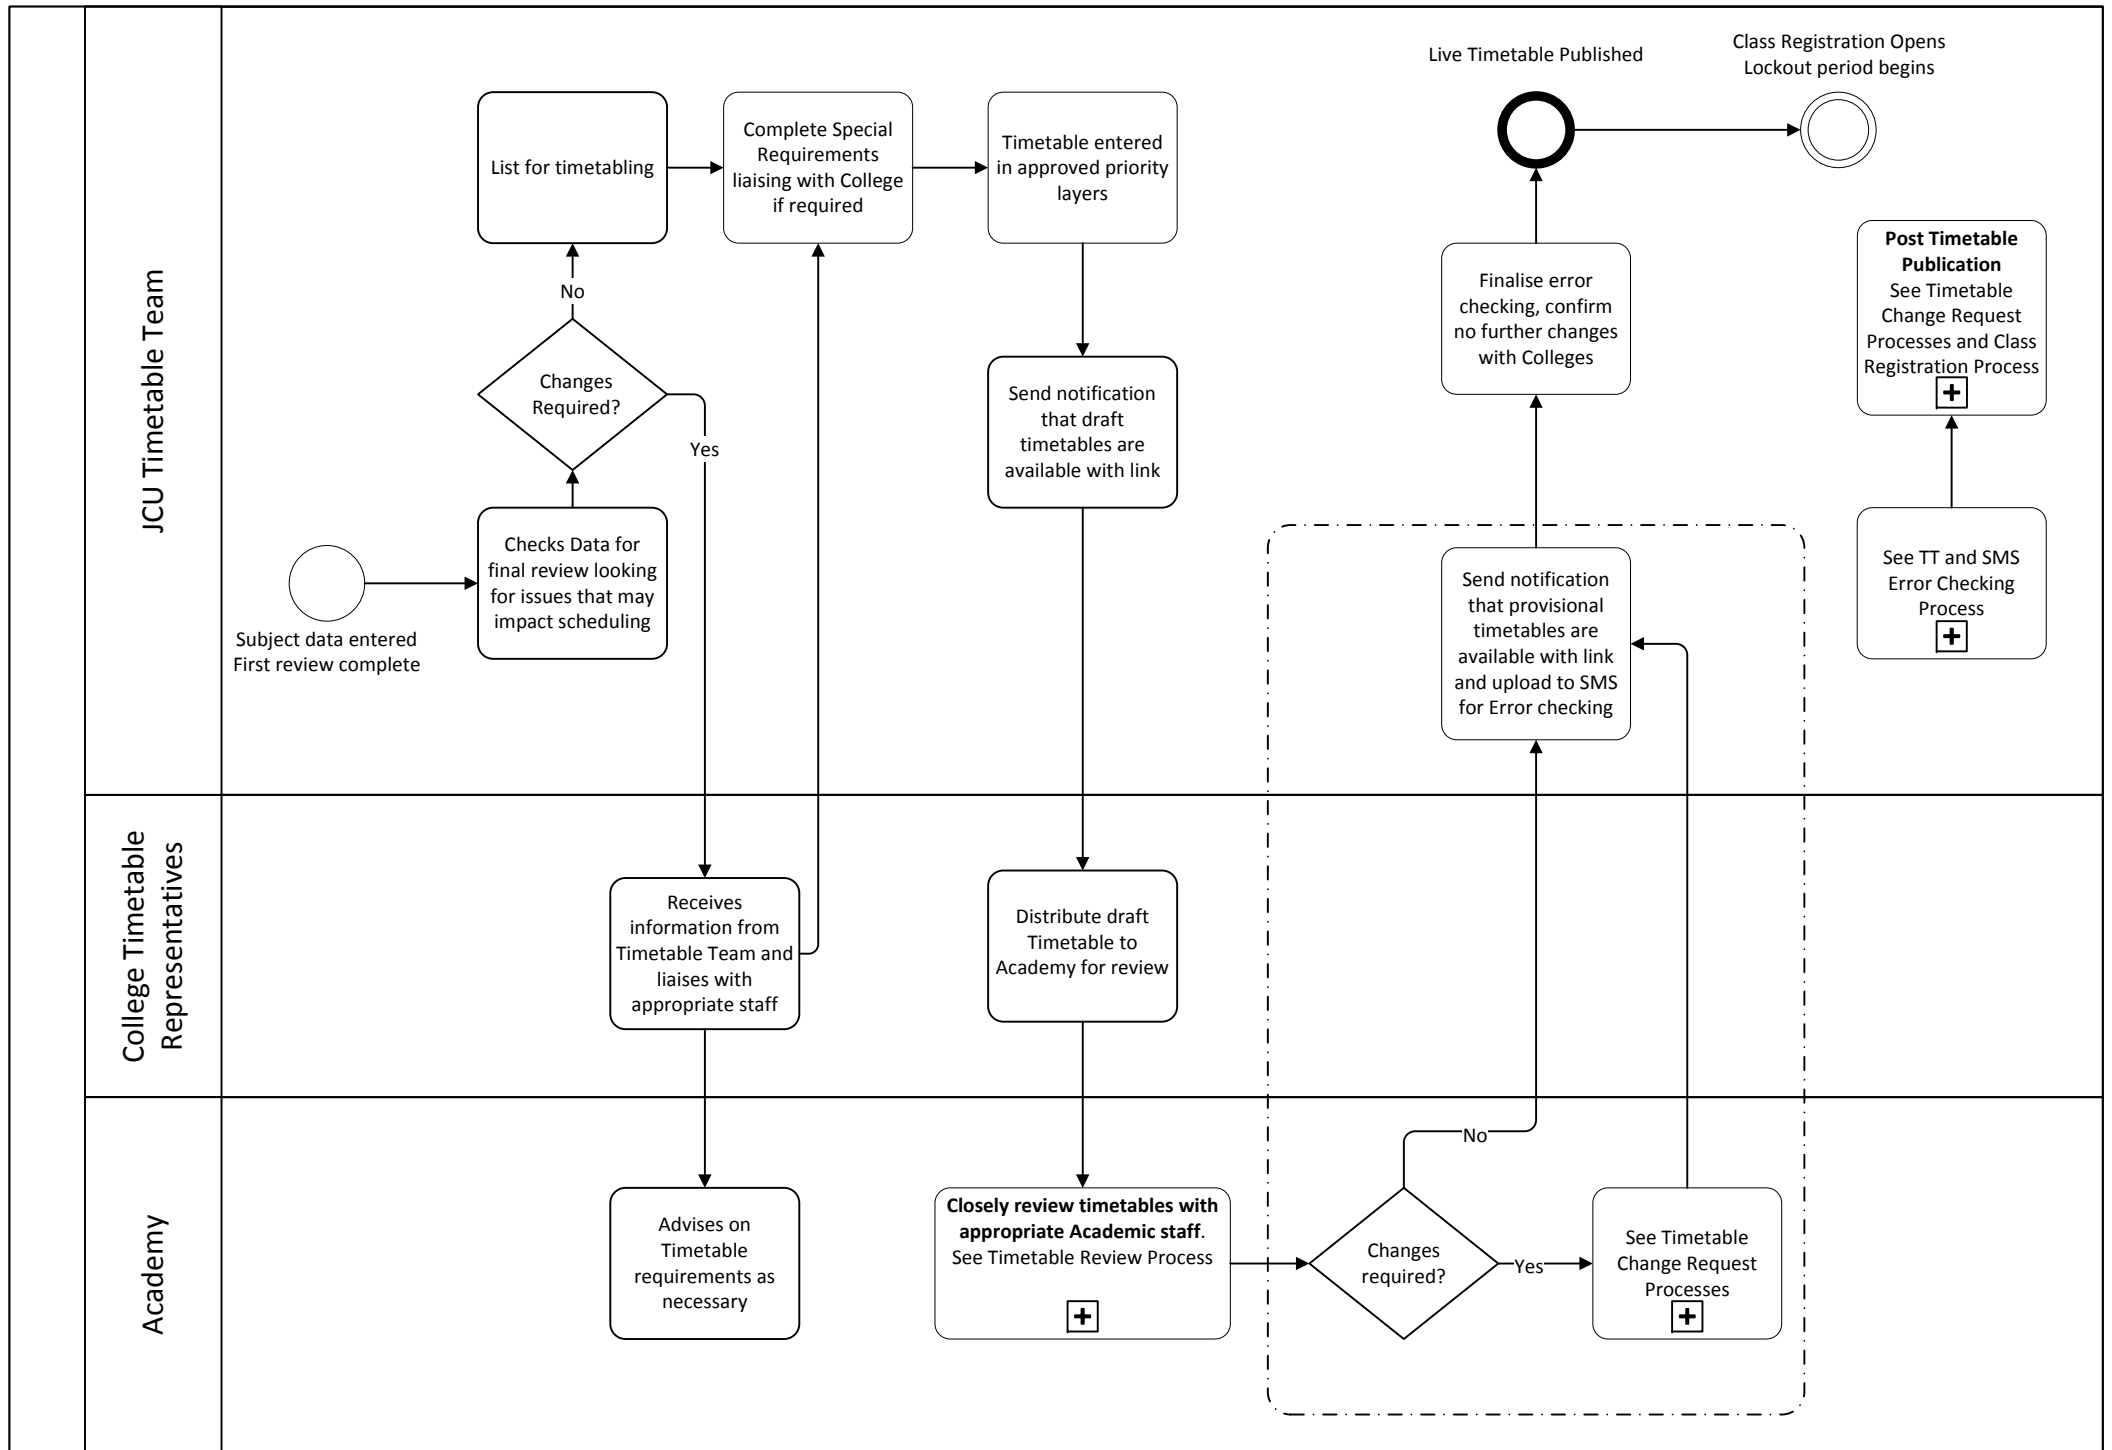 JCU Timetable Team
Subject data entered
First review complete
Checks Data for
final review looking
for issues that may
impact scheduling
Changes
Required?
No
Yes
List for timetabling
Complete Special
Requirements
liaising with College
if required
Timetable entered
in approved priority
layers
Send notification
that draft
timetables are
available with link
Live Timetable Published
Class Registration Opens
Lockout period begins
Finalise error
checking, confirm
no further changes
with Colleges
Send notification
that provisional
timetables are
available with link
and upload to SMS
for Error checking
Post Timetable
Publication
See Timetable
Change Request
Processes and Class
Registration Process
See TT and SMS
Error Checking
Process
College Timetable
Representatives
Receives
information from
Timetable Team and
liaises with
appropriate staff
Distribute draft
Timetable to
Academy for review
Academy
Advises on
Timetable
requirements as
necessary
Closely review timetables with
appropriate Academic staff.
See Timetable Review Process
Changes
required?
No
Yes
See Timetable
Change Request
Processes